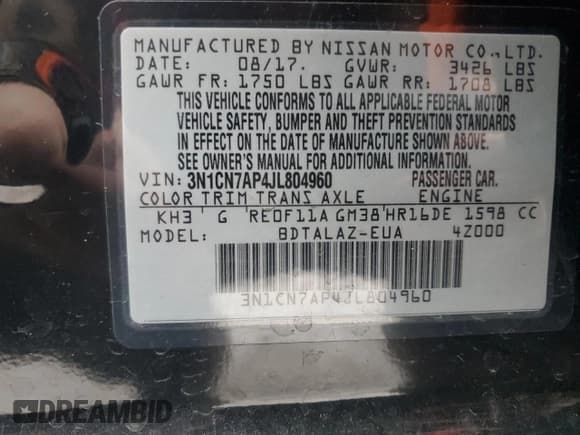 MANUFACTURED BY NISSAN MOTOR CO.,LTD.
DATE: 08/17. GVWR: 3426 LBS
GAWR FR: 1750 LBS GAWR RR: 1708 LBS
THIS VEHICLE CONFORMS TO ALL APPLICABLE FEDERAL MOTOR
VEHICLE SAFETY, BUMPER AND THEFT PREVENTION STANDARDS
IN EFFECT ON THE DATE OF MANUFACTURE SHOWN ABOVE.
SEE OWNER'S MANUAL FOR ADDITIONAL INFORMATION.
VIN: 3N1CN7AP4JL804960 PASSENGER CAR.
COLOR TRIM TRANS AXLE ENGINE
KH3 ' G 'RE0F11A GM38'HR16DE 1598 CC
MODEL: BDTALAZ-EUA 4Z000
3N1CN7AP4JL804960
DREAMBID